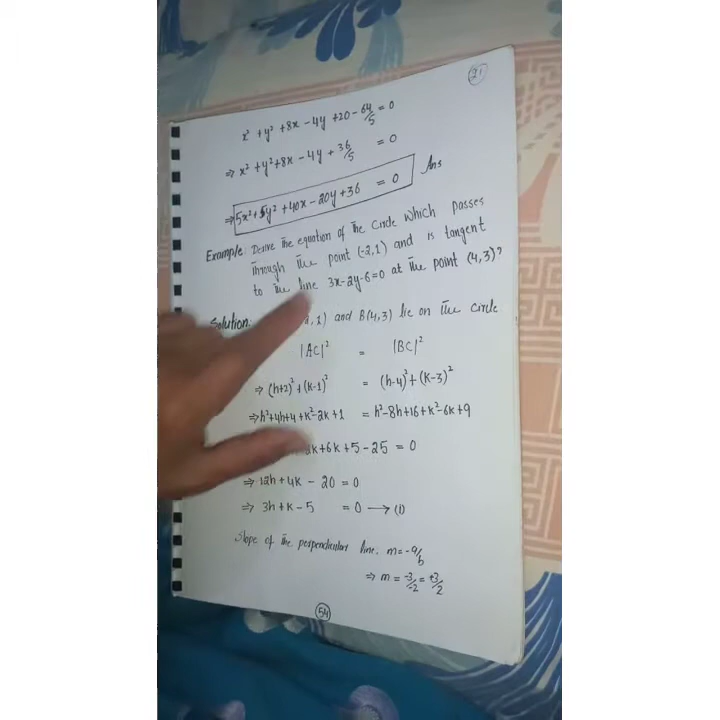 21
x² + y² + 8x - 4y + 20 - 64/5 = 0
⇒ x² + y² + 8x - 4y + 36/5 = 0
⇒ 5x² + 5y² + 40x - 20y + 36 = 0 Ans
Example: Derive the equation of the Circle which passes
through the point (-2,1) and is tangent
to the line 3x-2y-6=0 at the point (4,3)?
Solution: ,1) and B(4,3) lie on the circle
|AC|² = |BC|²
⇒ (h+2)² + (k-1)² = (h-4)² + (k-3)²
⇒ h²+4h+4+k²-2k+1 = h²-8h+16+k²-6k+9
2k+6k+5-25 = 0
⇒ 12h+4k-20 = 0
⇒ 3h+k-5 = 0 → (1)
Slope of the perpendicular line. m = -a/b
⇒ m = -3/-2 = +3/2
54